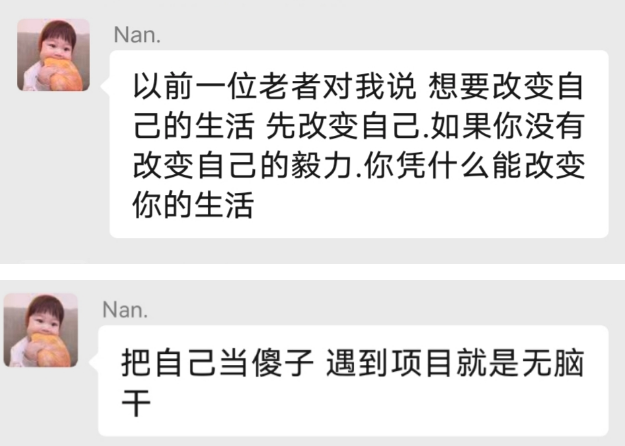 Nan.
以前一位老者对我说 想要改变自
己的生活 先改变自己.如果你没有
改变自己的毅力.你凭什么能改变
你的生活
Nan.
把自己当傻子 遇到项目就是无脑
干